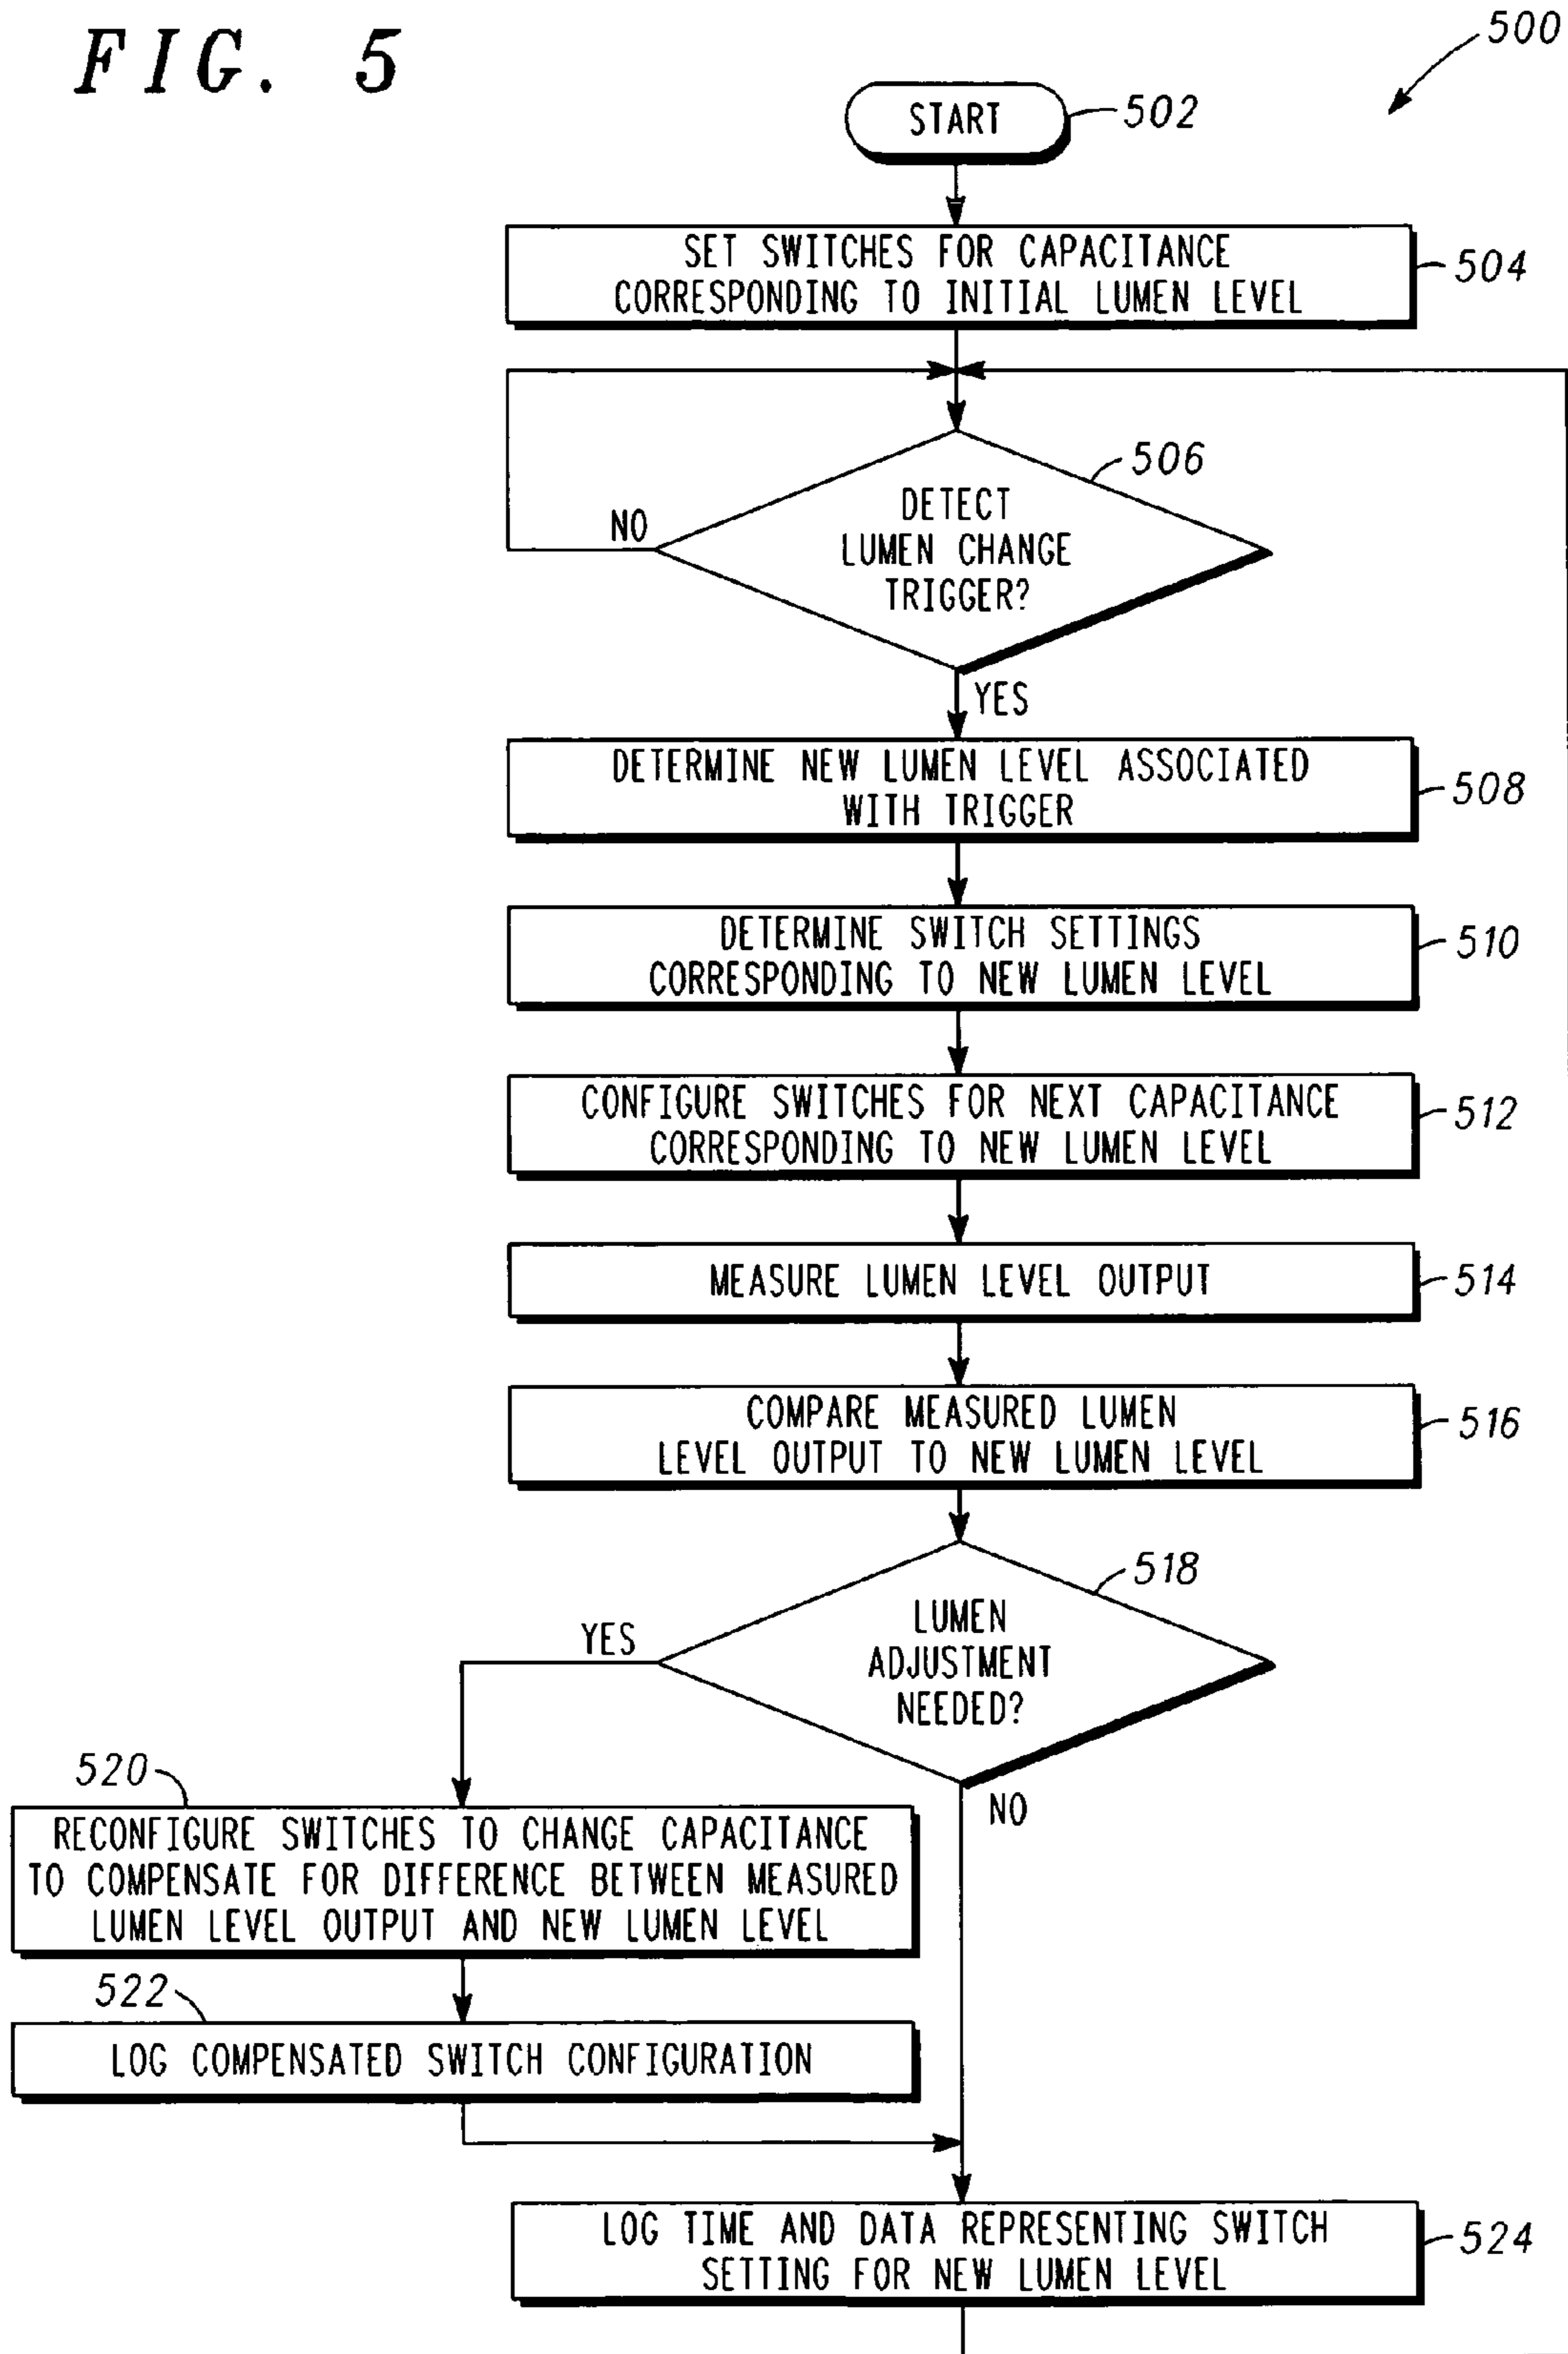 FIG. 5
500
START
502
SET SWITCHES FOR CAPACITANCE
CORRESPONDING TO INITIAL LUMEN LEVEL
504
506
DETECT
LUMEN CHANGE
TRIGGER?
NO
YES
DETERMINE NEW LUMEN LEVEL ASSOCIATED
WITH TRIGGER
508
DETERMINE SWITCH SETTINGS
CORRESPONDING TO NEW LUMEN LEVEL
510
CONFIGURE SWITCHES FOR NEXT CAPACITANCE
CORRESPONDING TO NEW LUMEN LEVEL
512
MEASURE LUMEN LEVEL OUTPUT
514
COMPARE MEASURED LUMEN
LEVEL OUTPUT TO NEW LUMEN LEVEL
516
518
LUMEN
ADJUSTMENT
NEEDED?
YES
NO
520
RECONFIGURE SWITCHES TO CHANGE CAPACITANCE
TO COMPENSATE FOR DIFFERENCE BETWEEN MEASURED
LUMEN LEVEL OUTPUT AND NEW LUMEN LEVEL
522
LOG COMPENSATED SWITCH CONFIGURATION
LOG TIME AND DATA REPRESENTING SWITCH
SETTING FOR NEW LUMEN LEVEL
524